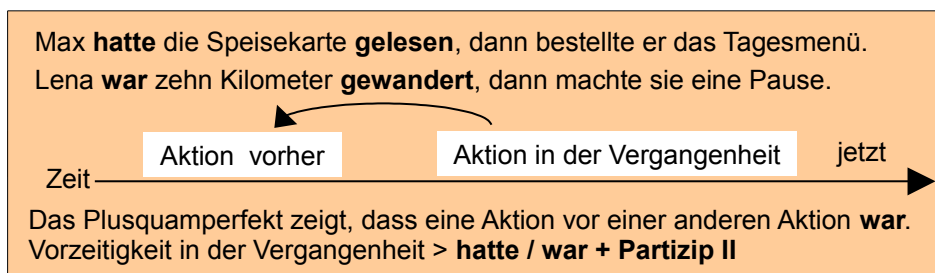 Max hatte die Speisekarte gelesen, dann bestellte er das Tagesmenü.
Lena war zehn Kilometer gewandert, dann machte sie eine Pause.
Aktion vorher
Aktion in der Vergangenheit
jetzt
Zeit
Das Plusquamperfekt zeigt, dass eine Aktion vor einer anderen Aktion war.
Vorzeitigkeit in der Vergangenheit > hatte / war + Partizip II